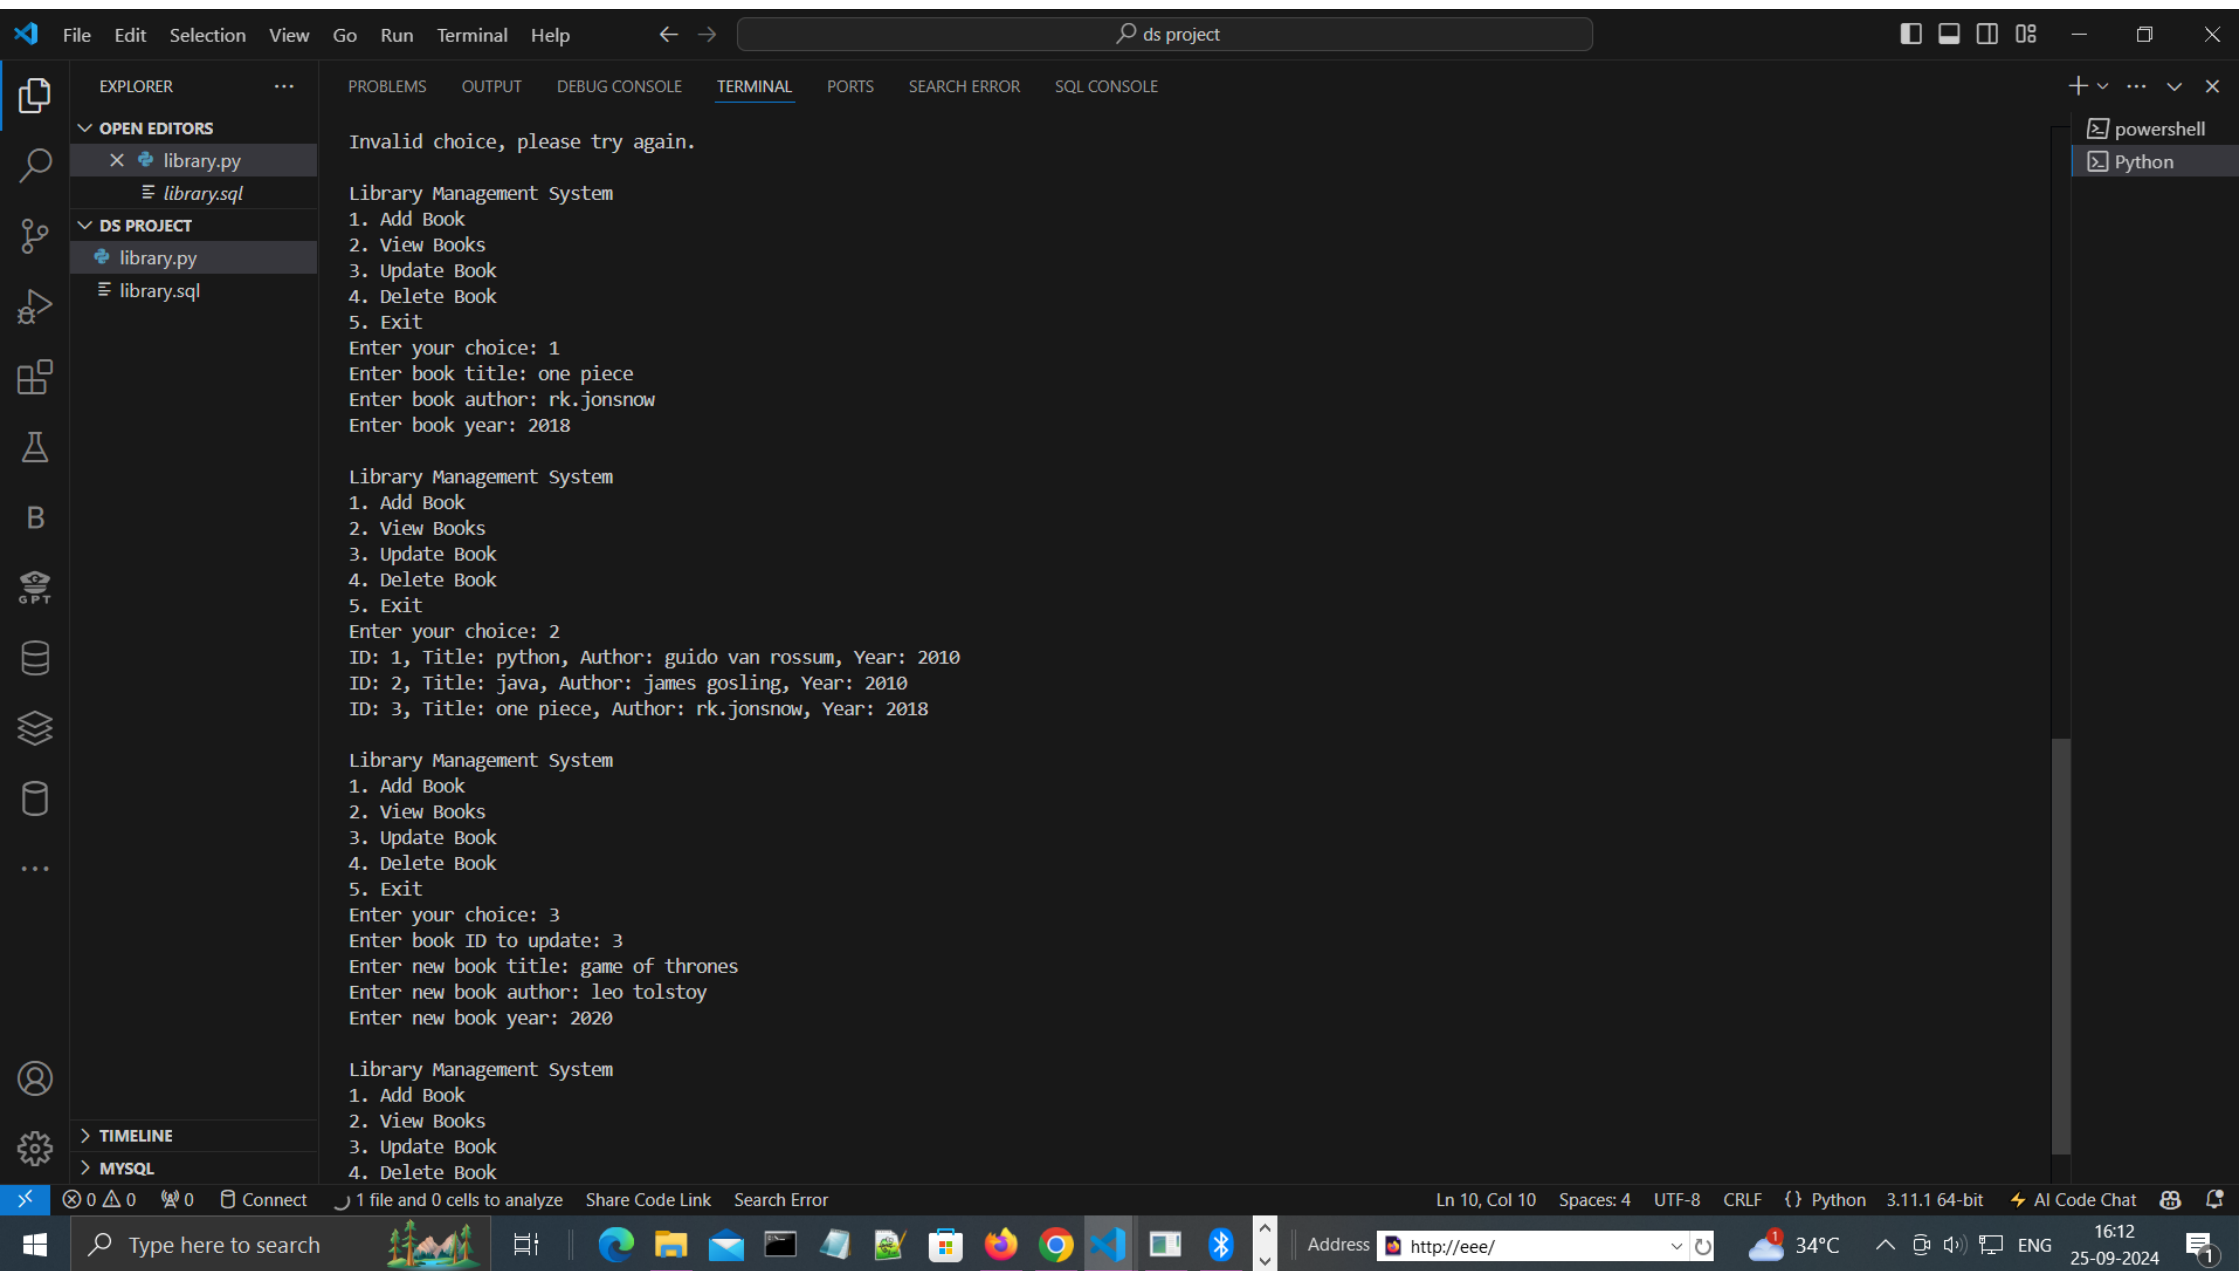 File Edit Selection View Go Run Terminal Help ds project
EXPLORER
OPEN EDITORS
library.py
library.sql
DS PROJECT
library.py
library.sql
TIMELINE
MYSQL
B
GPT
PROBLEMS OUTPUT DEBUG CONSOLE TERMINAL PORTS SEARCH ERROR SQL CONSOLE
Invalid choice, please try again.
Library Management System
1. Add Book
2. View Books
3. Update Book
4. Delete Book
5. Exit
Enter your choice: 1
Enter book title: one piece
Enter book author: rk.jonsnow
Enter book year: 2018
Library Management System
1. Add Book
2. View Books
3. Update Book
4. Delete Book
5. Exit
Enter your choice: 2
ID: 1, Title: python, Author: guido van rossum, Year: 2010
ID: 2, Title: java, Author: james gosling, Year: 2010
ID: 3, Title: one piece, Author: rk.jonsnow, Year: 2018
Library Management System
1. Add Book
2. View Books
3. Update Book
4. Delete Book
5. Exit
Enter your choice: 3
Enter book ID to update: 3
Enter new book title: game of thrones
Enter new book author: leo tolstoy
Enter new book year: 2020
Library Management System
1. Add Book
2. View Books
3. Update Book
4. Delete Book
powershell
Python
0 0 0 Connect 1 file and 0 cells to analyze Share Code Link Search Error Ln 10, Col 10 Spaces: 4 UTF-8 CRLF {} Python 3.11.1 64-bit AI Code Chat
Type here to search Address http://eee/ 1 34°C ENG 16:12
25-09-2024 1